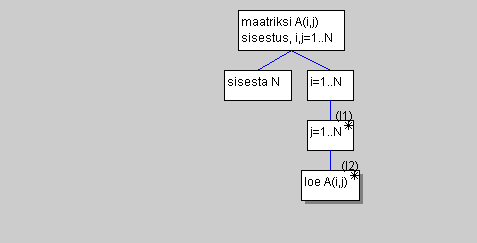 maatriksi A(i,j)
sisestus, i,j=1..N
sisesta N
i=1..N
(I1)
j=1..N
*
(I2)
loe A(i,j)
*